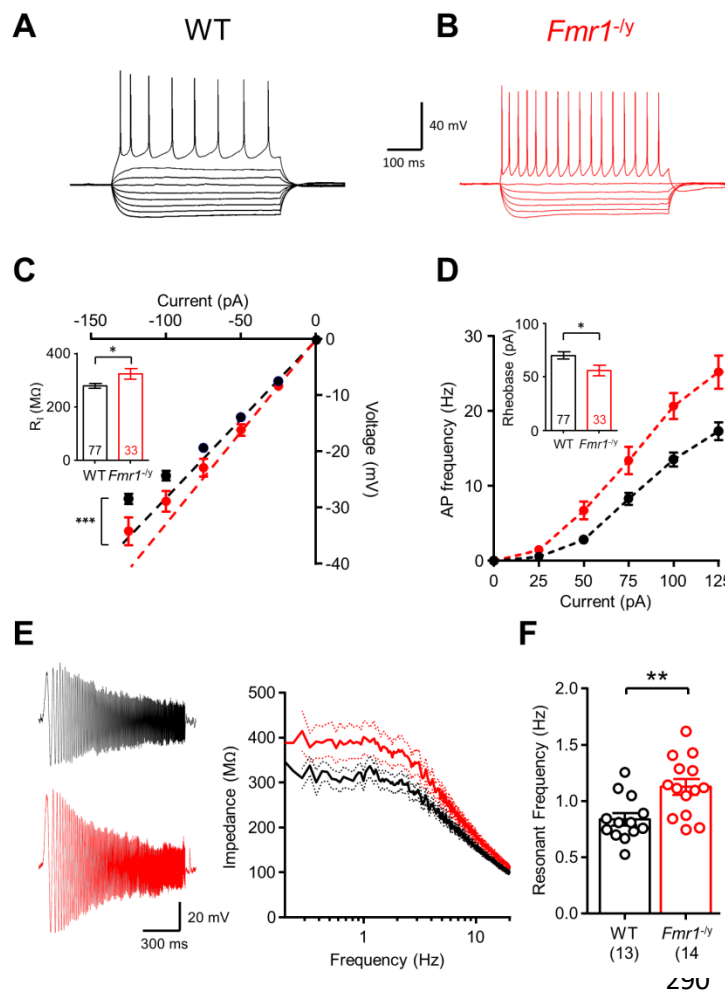 A
WT
B
Fmr1-/y
40 mV
100 ms
C
Current (pA)
-150
-100
-50
0
0
-10
-20
-30
-40
Voltage (mV)
400
200
0
RI (MΩ)
*
77
33
WT Fmr1-/y
***
D
30
20
10
0
AP frequency (Hz)
100
50
0
Rheobase (pA)
*
77
33
WT Fmr1-/y
0
25
50
75
100
125
Current (pA)
E
20 mV
300 ms
500
400
300
200
100
0
Impedance (MΩ)
1
10
Frequency (Hz)
F
**
2.0
1.5
1.0
0.5
0.0
Resonant Frequency (Hz)
WT Fmr1-/y
(13) (14
290